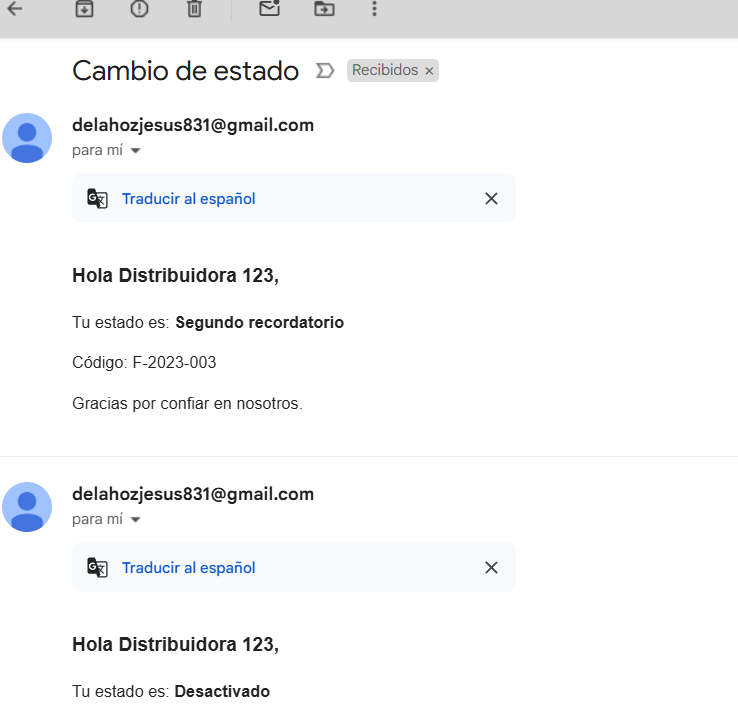 Cambio de estado
Recibidos ×
delahozjesus831@gmail.com
para mí
Traducir al español
Hola Distribuidora 123,
Tu estado es: Segundo recordatorio
Código: F-2023-003
Gracias por confiar en nosotros.
delahozjesus831@gmail.com
para mí
Traducir al español
Hola Distribuidora 123,
Tu estado es: Desactivado